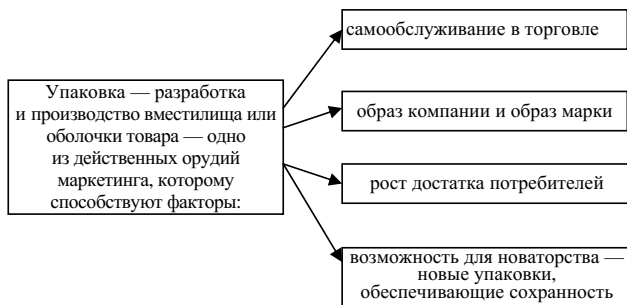 Упаковка — разработка
и производство вместилища или
оболочки товара — одно
из действенных орудий
маркетинга, которому
способствуют факторы:
самообслуживание в торговле
образ компании и образ марки
рост достатка потребителей
возможность для новаторства —
новые упаковки,
обеспечивающие сохранность